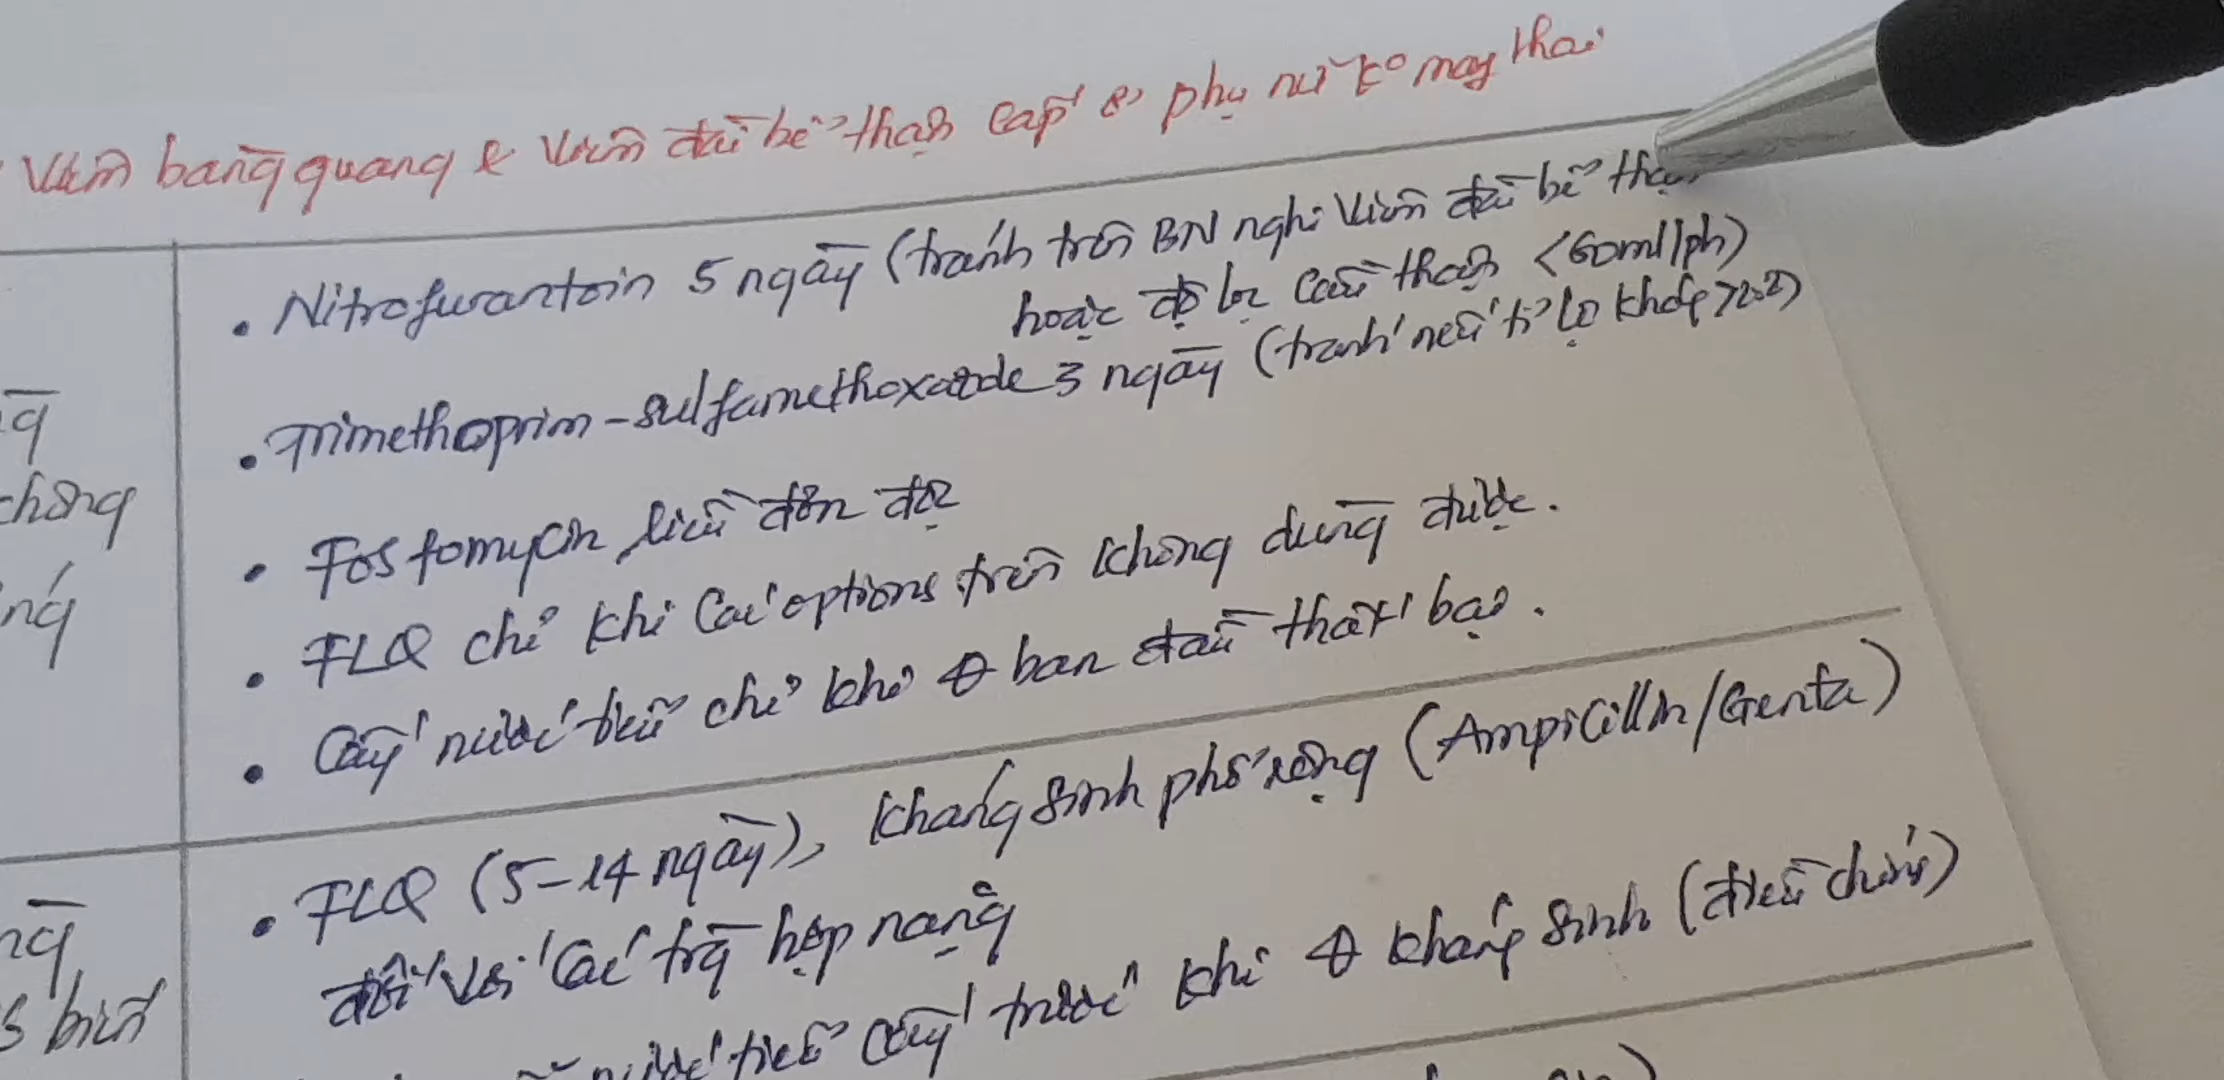 Viêm bàng quang & viêm đài bể thận cấp ở phụ nữ ko mang thai
• Nitrofurantoin 5 ngày (tránh trên BN nghi viêm đài bể thận
hoặc độ lọc cầu thận <60ml/ph)
• Trimethoprim-sulfamethoxazole 3 ngày (tránh nếu tỉ lệ kháng >20%)
• Fosfomycin liều đơn độc
• FLQ chỉ khi các options trên không dùng được.
• Cấy nước tiểu chỉ khi θ ban đầu thất bại.
• FLQ (5-14 ngày), kháng sinh phổ rộng (Ampicillin/Genta)
đối với các trg hợp nặng
nước tiểu cấy trước khi θ kháng sinh (điều chỉnh)